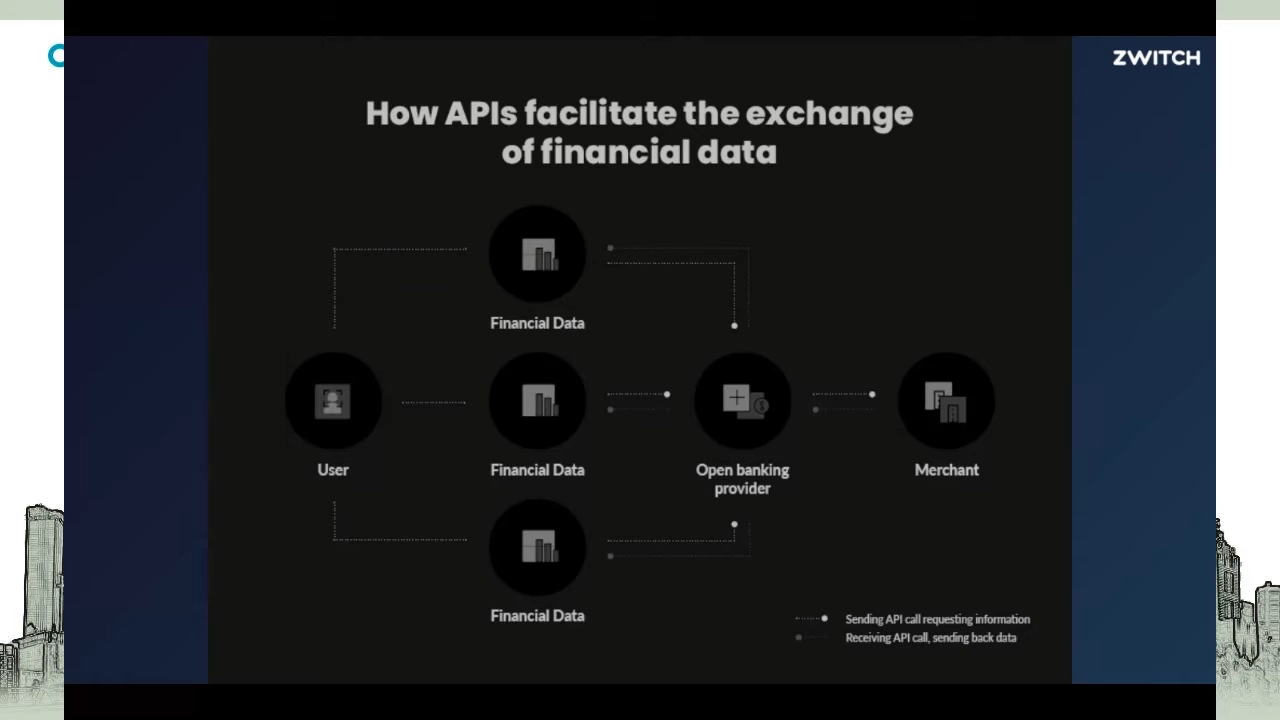 ZWITCH
How APIs facilitate the exchange
of financial data
Financial Data
User
Financial Data
Open banking
provider
Merchant
Financial Data
Sending API call requesting information
Receiving API call, sending back data